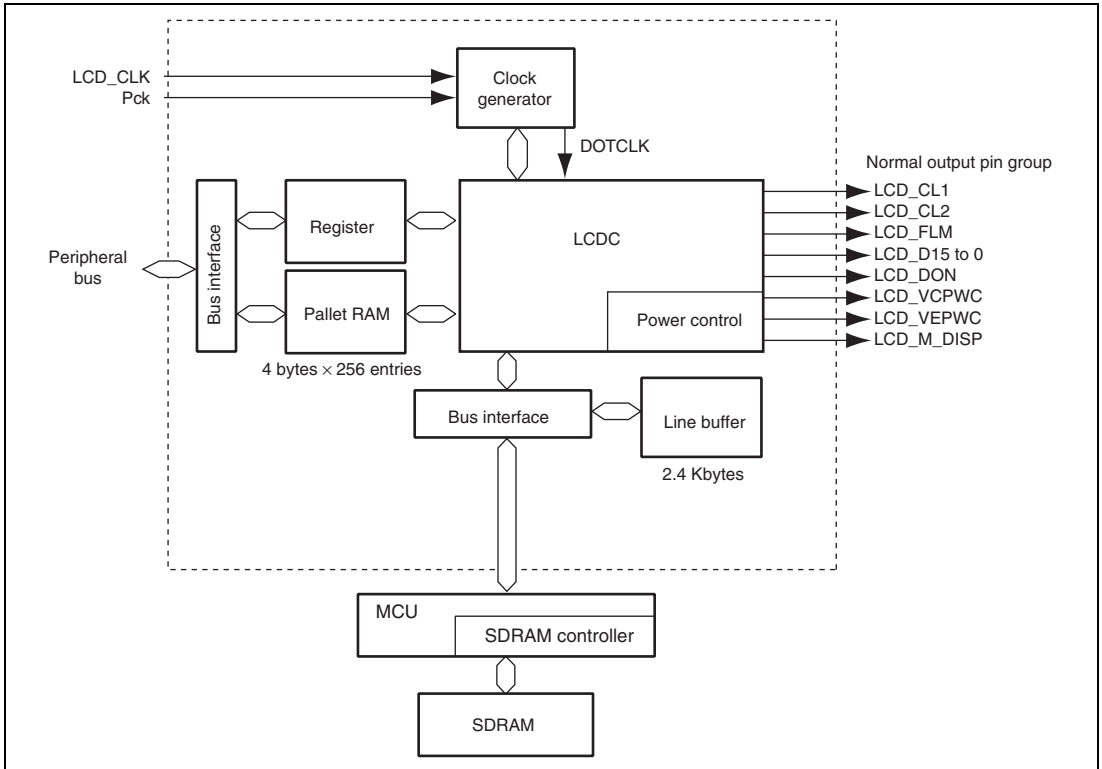 LCD_CLK
Pck
Clock
generator
DOTCLK
Normal output pin group
LCD_CL1
LCD_CL2
LCD_FLM
LCD_D15 to 0
LCD_DON
LCD_VCPWC
LCD_VEPWC
LCD_M_DISP
Peripheral
bus
Bus interface
Register
Pallet RAM
4 bytes × 256 entries
LCDC
Power control
Bus interface
Line buffer
2.4 Kbytes
MCU
SDRAM controller
SDRAM